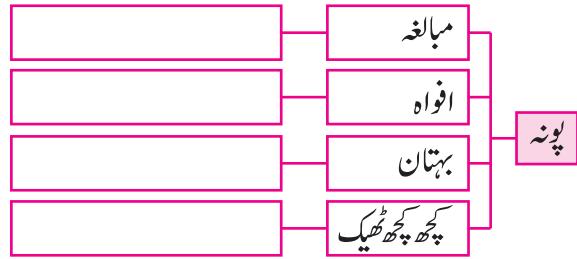 مبالغہ
افواہ
پونہ
بہتان
کچھ کچھ ٹھیک